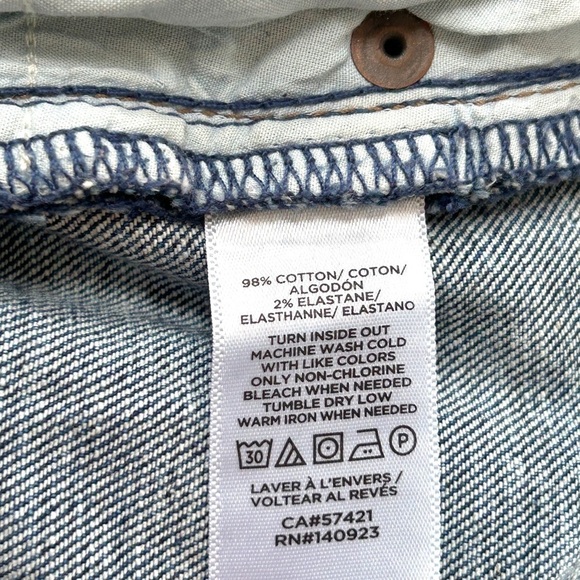 98% COTTON/ COTON/
ALGODÓN
2% ELASTANE/
ELASTHANNE/ ELASTANO
TURN INSIDE OUT
MACHINE WASH COLD
WITH LIKE COLORS
ONLY NON-CHLORINE
BLEACH WHEN NEEDED
TUMBLE DRY LOW
WARM IRON WHEN NEEDED
30 P
LAVER À L'ENVERS /
VOLTEAR AL REVÉS
CA#57421
RN#140923